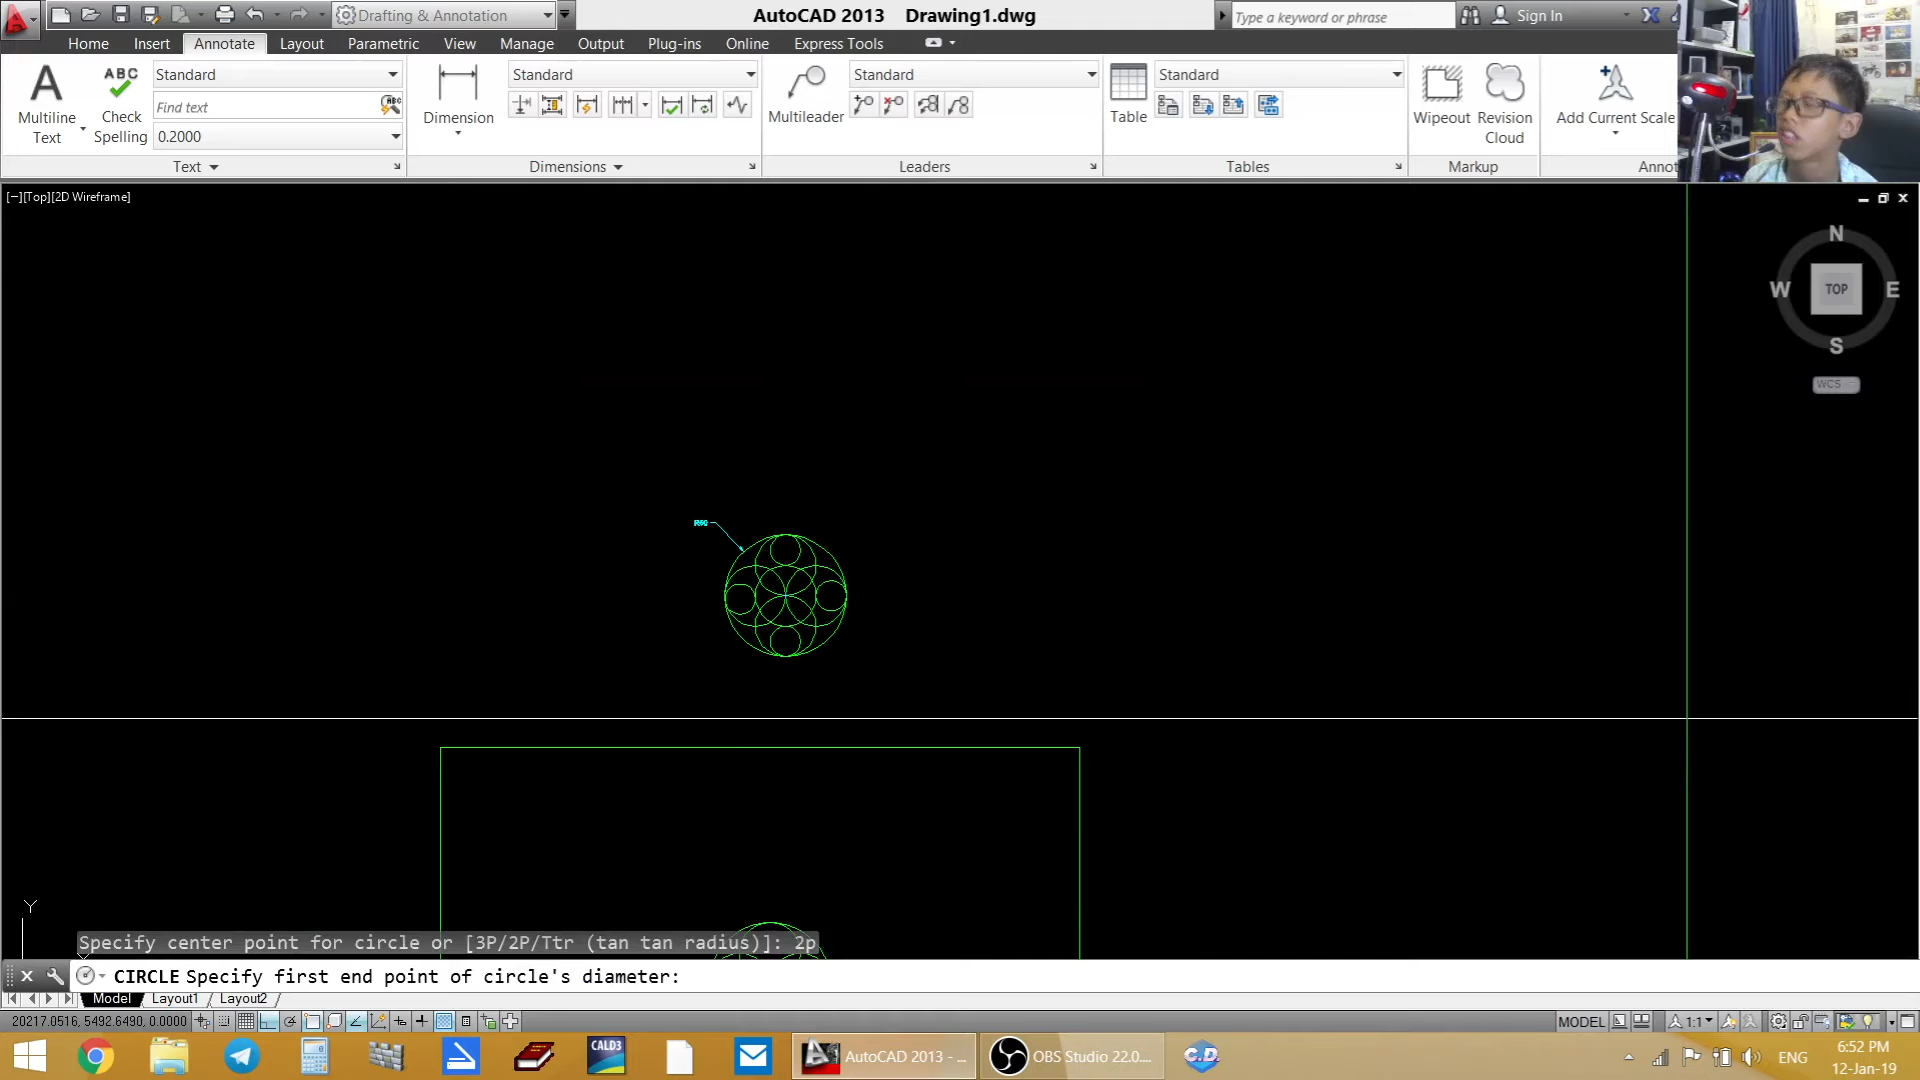 Drafting & Annotation
AutoCAD 2013 Drawing1.dwg
Type a keyword or phrase
Sign In
Home Insert Annotate Layout Parametric View Manage Output Plug-ins Online Express Tools
A
Multiline
Text
ABC
Check
Spelling
Standard
Find text
ABC
0.2000
Text
Dimension
Standard
Dimensions
Multileader
Standard
Leaders
Table
Standard
Tables
Wipeout
Revision
Cloud
Markup
Add Current Scale
Annot
[−][Top][2D Wireframe]
N
W TOP E
S
WCS
R60
Y
Specify center point for circle or [3P/2P/Ttr (tan tan radius)]: 2p
CIRCLE Specify first end point of circle's diameter:
Model Layout1 Layout2
20217.0516, 5492.6490, 0.0000
MODEL 1:1
CALD3
AutoCAD 2013 - ...
OBS Studio 22.0....
C.D
ENG
6:52 PM
12-Jan-19